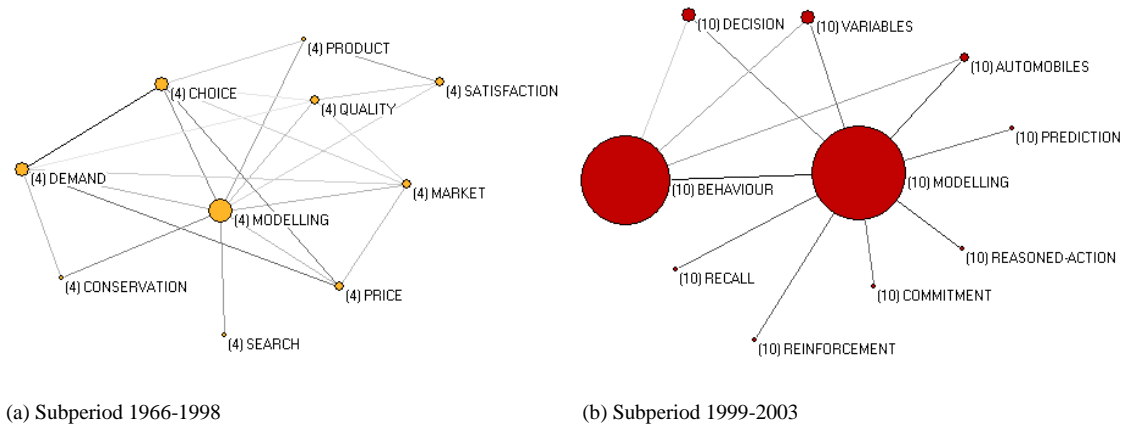 (4) PRODUCT
(4) CHOICE
(4) SATISFACTION
(4) QUALITY
(4) DEMAND
(4) MARKET
(4) MODELLING
(4) CONSERVATION
(4) PRICE
(4) SEARCH
(a) Subperiod 1966-1998
(10) DECISION
(10) VARIABLES
(10) AUTOMOBILES
(10) PREDICTION
(10) BEHAVIOUR
(10) MODELLING
(10) REASONED-ACTION
(10) RECALL
(10) COMMITMENT
(10) REINFORCEMENT
(b) Subperiod 1999-2003